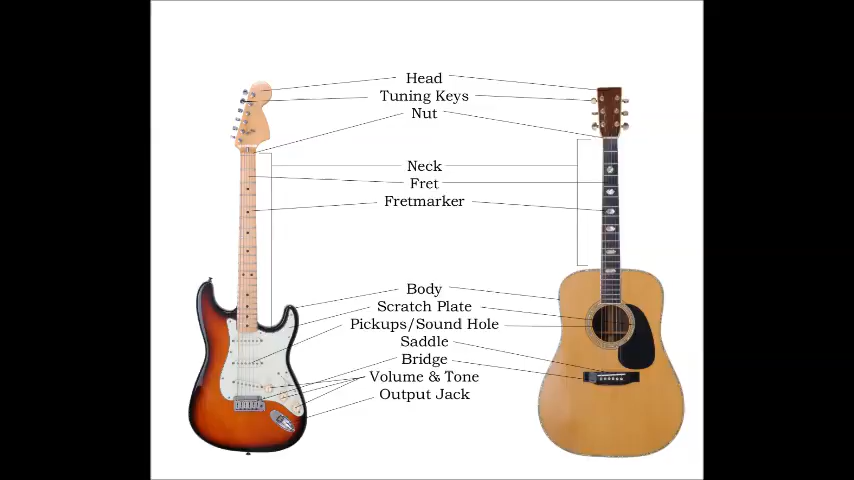 Head
Tuning Keys
Nut
Neck
Fret
Fretmarker
Body
Scratch Plate
Pickups/Sound Hole
Saddle
Bridge
Volume & Tone
Output Jack